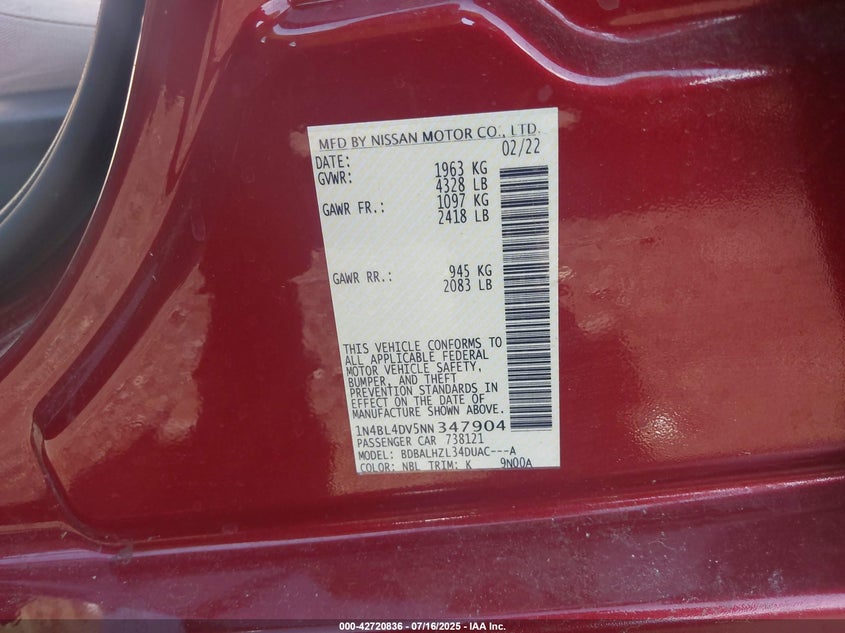 MFD BY NISSAN MOTOR CO., LTD.
DATE: 02/22
GVWR: 1963 KG
4328 LB
GAWR FR.: 1097 KG
2418 LB
GAWR RR.: 945 KG
2083 LB
THIS VEHICLE CONFORMS TO
ALL APPLICABLE FEDERAL
MOTOR VEHICLE SAFETY,
BUMPER, AND THEFT
PREVENTION STANDARDS IN
EFFECT ON THE DATE OF
MANUFACTURE SHOWN ABOVE.
1N4BL4DV5NN347904
PASSENGER CAR 738121
MODEL: BDBALHZL34DUAC---A
COLOR: NBL TRIM: K 9N00A
000-42720836 - 07/16/2025 - IAA Inc.